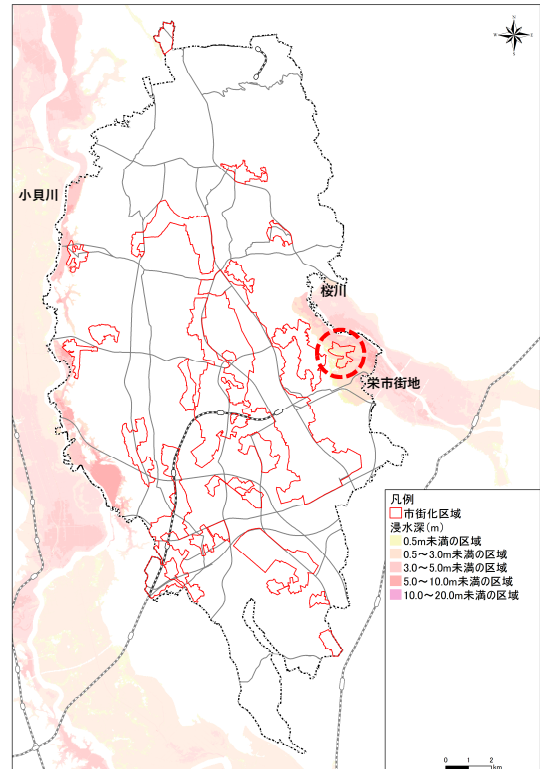 N
小貝川
桜川
栄市街地
凡例
市街化区域
浸水深(m)
0.5m未満の区域
0.5~3.0m未満の区域
3.0~5.0m未満の区域
5.0~10.0m未満の区域
10.0~20.0m未満の区域
0 1 2
km